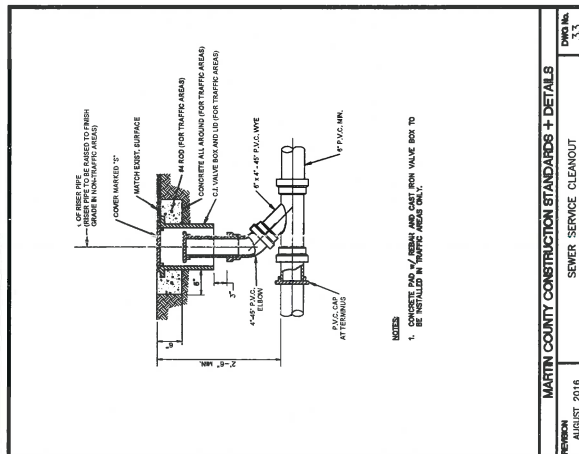 ℄ OF RISER PIPE
(RISER PIPE TO BE RAISED TO FINISH
GRADE IN NON-TRAFFIC AREAS)
COVER MARKED "S"
MATCH EXIST. SURFACE
#4 ROD (FOR TRAFFIC AREAS)
CONCRETE ALL AROUND (FOR TRAFFIC AREAS)
C.I. VALVE BOX AND LID (FOR TRAFFIC AREAS)
6"
6"
3"
2'-6" MIN.
4"-45° P.V.C.
ELBOW
6" x 4" - 45° P.V.C. WYE
6" P.V.C. MIN.
P.V.C. CAP
AT TERMINUS
NOTES:
1. CONCRETE PAD w/ REBAR AND CAST IRON VALVE BOX TO
BE INSTALLED IN TRAFFIC AREAS ONLY.
MARTIN COUNTY CONSTRUCTION STANDARDS + DETAILS
REVISION
AUGUST 2016
SEWER SERVICE CLEANOUT
DWG No.